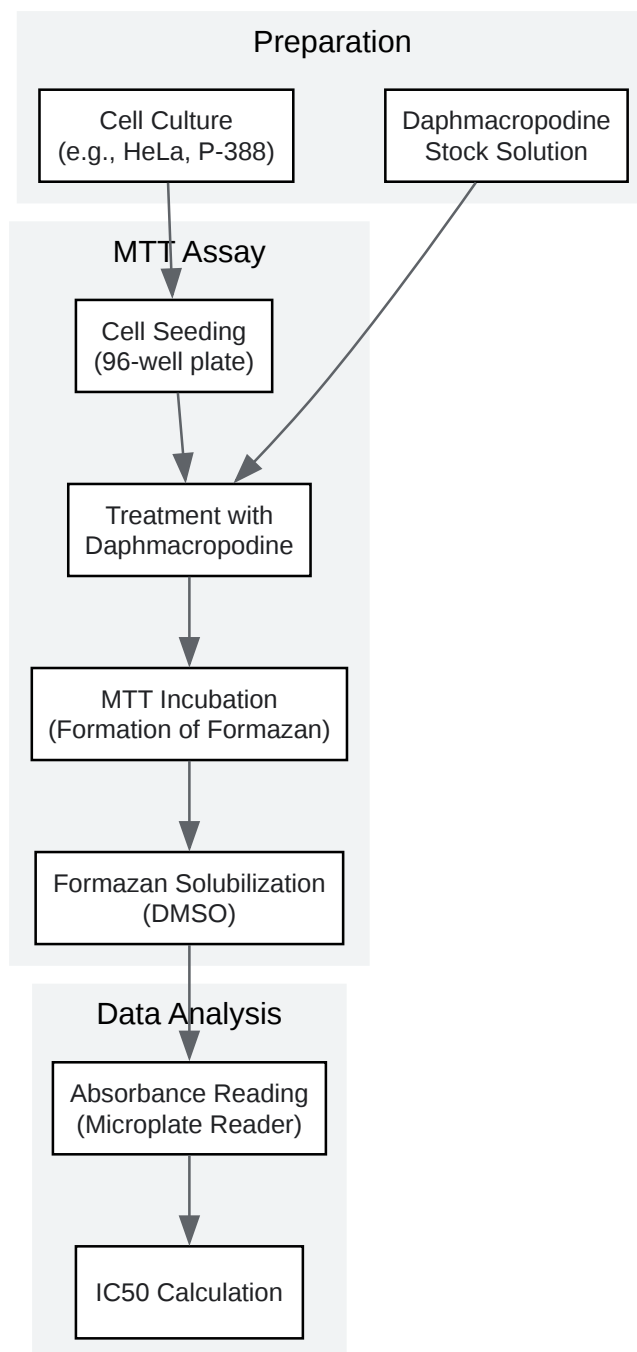 Preparation
Cell Culture
(e.g., HeLa, P-388)
Daphmacropodine
Stock Solution
MTT Assay
Cell Seeding
(96-well plate)
Treatment with
Daphmacropodine
MTT Incubation
(Formation of Formazan)
Formazan Solubilization
(DMSO)
Data Analysis
Absorbance Reading
(Microplate Reader)
IC50 Calculation